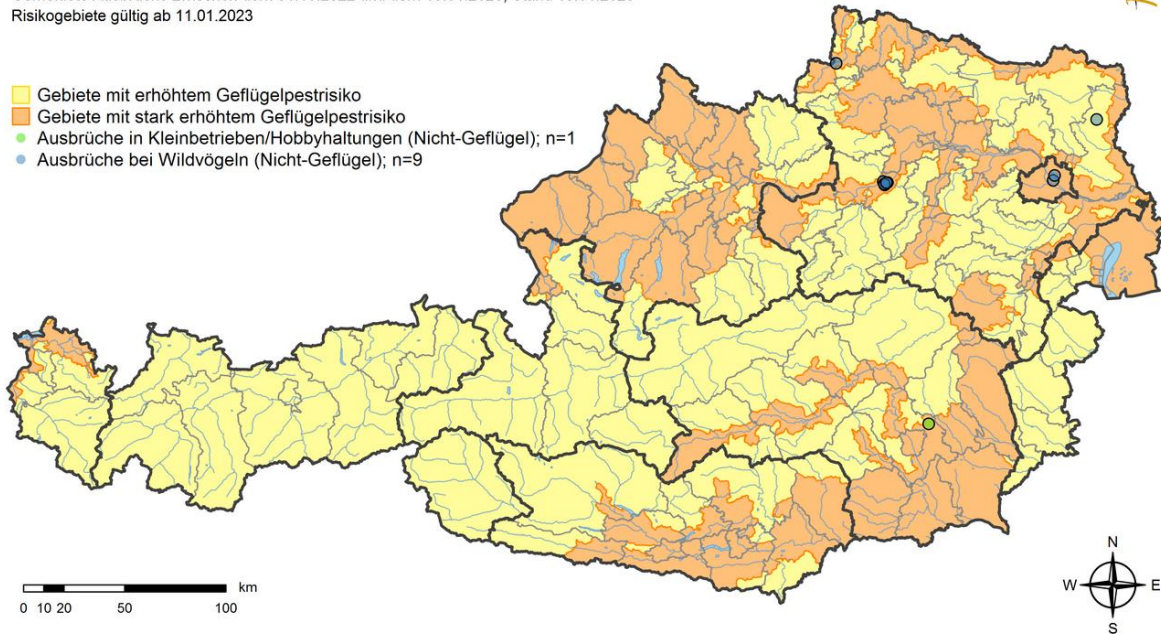 Risikogebiete gültig ab 11.01.2023
Gebiete mit erhöhtem Geflügelpestrisiko
Gebiete mit stark erhöhtem Geflügelpestrisiko
Ausbrüche in Kleinbetrieben/Hobbyhaltungen (Nicht-Geflügel); n=1
Ausbrüche bei Wildvögeln (Nicht-Geflügel); n=9
km
0 10 20 50 100
N
W E
S